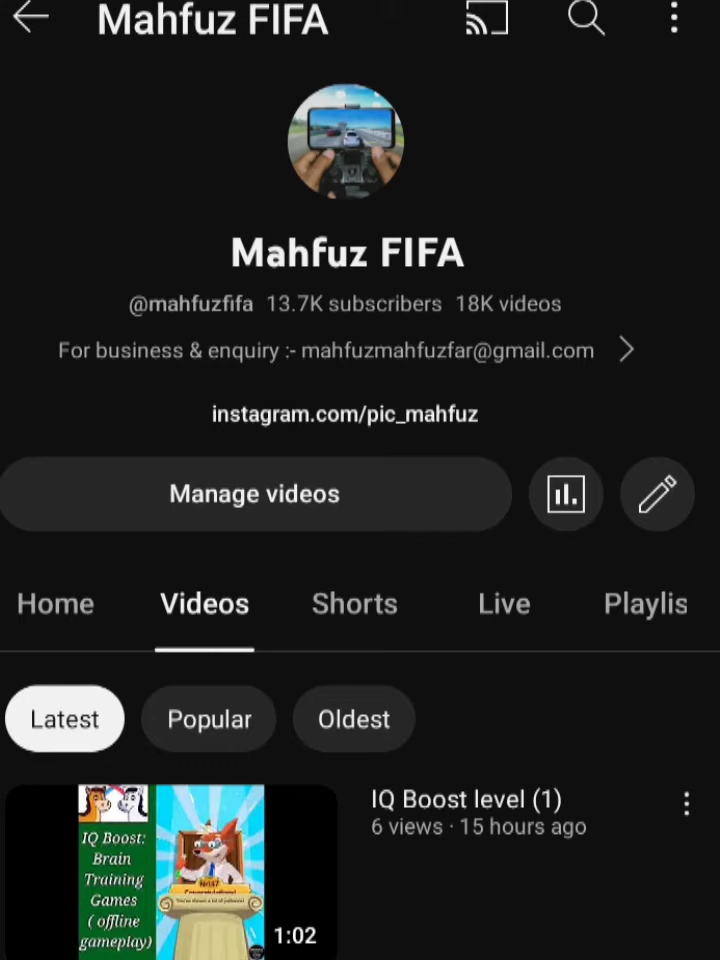 Mahfuz FIFA
Mahfuz FIFA
@mahfuzfifa 13.7K subscribers 18K videos
For business & enquiry :- mahfuzmahfuzfar@gmail.com
instagram.com/pic_mahfuz
Manage videos
Home Videos Shorts Live Playlis
Latest Popular Oldest
IQ Boost level (1)
6 views · 15 hours ago
IQ Boost:
Brain
Training
Games
( offline
gameplay)
1:02